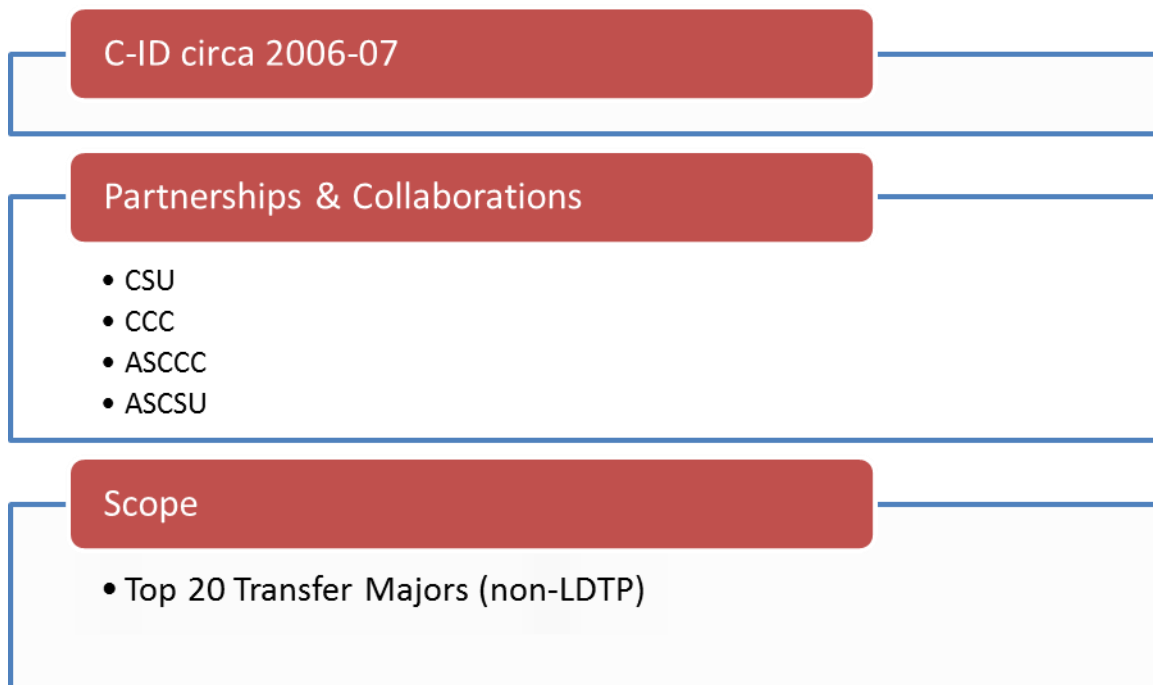 C-ID circa 2006-07
Partnerships & Collaborations
• CSU
• CCC
• ASCCC
• ASCSU
Scope
• Top 20 Transfer Majors (non-LDTP)